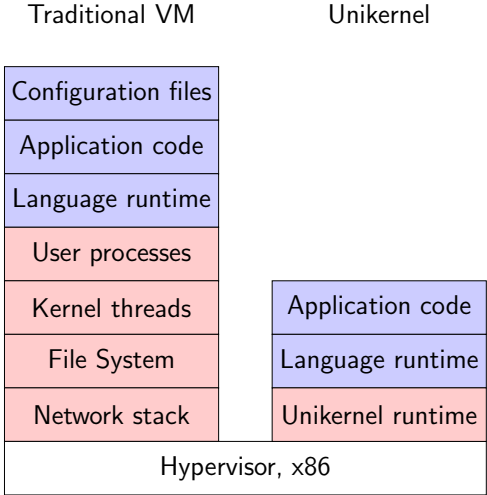 Traditional VM
Unikernel
Configuration files
Application code
Language runtime
User processes
Kernel threads
File System
Network stack
Application code
Language runtime
Unikernel runtime
Hypervisor, x86